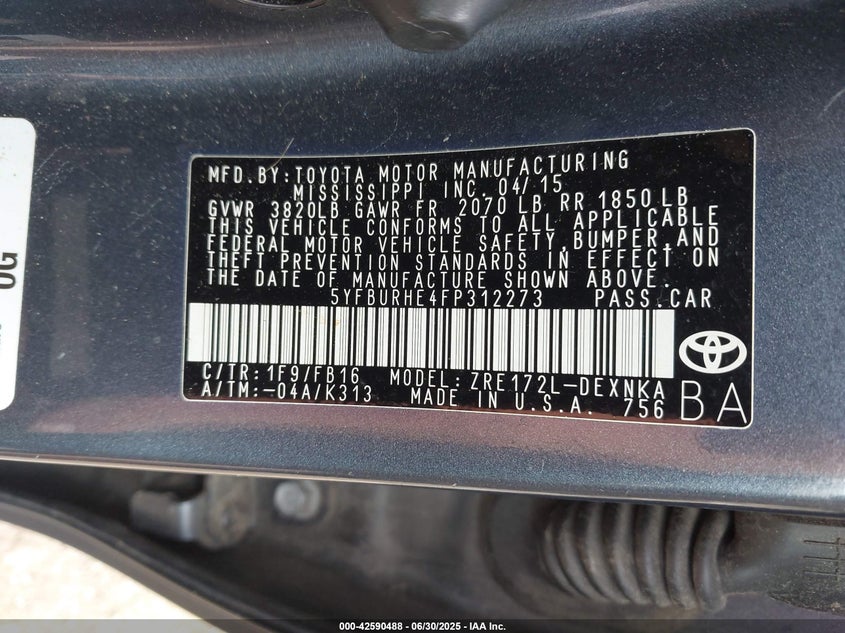 MFD.BY:TOYOTA MOTOR MANUFACTURING
MISSISSIPPI INC.04/15
GVWR 3820LB GAWR FR 2070 LB RR 1850 LB
THIS VEHICLE CONFORMS TO ALL APPLICABLE
FEDERAL MOTOR VEHICLE SAFETY,BUMPER,AND
THEFT PREVENTION STANDARDS IN EFFECT ON
THE DATE OF MANUFACTURE SHOWN ABOVE.
5YFBURHE4FP312273 PASS.CAR
C/TR:1F9/FB16 MODEL:ZRE172L-DEXNKA
A/TM:-04A/K313 MADE IN U.S.A. 756
BA
OG
000-42590488 - 06/30/2025 - IAA Inc.